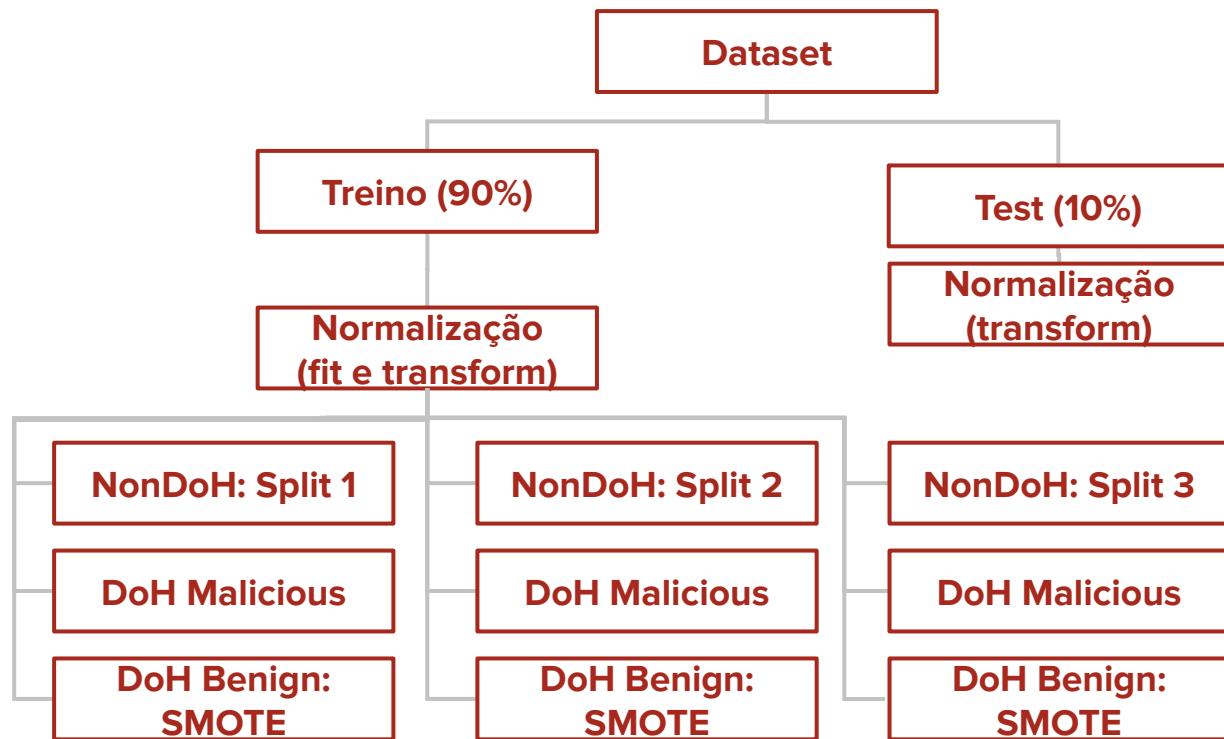 Dataset
Treino (90%)
Test (10%)
Normalização
(transform)
Normalização
(fit e transform)
NonDoH: Split 1
NonDoH: Split 2
NonDoH: Split 3
DoH Malicious
DoH Malicious
DoH Malicious
DoH Benign:
SMOTE
DoH Benign:
SMOTE
DoH Benign:
SMOTE